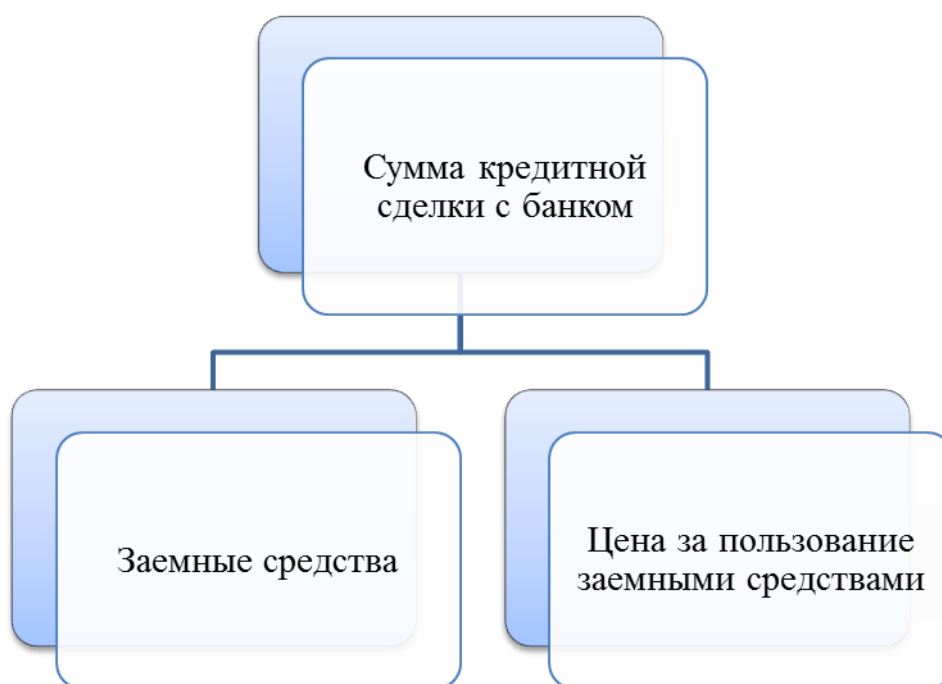 Сумма кредитной
сделки с банком
Заемные средства
Цена за пользование
заемными средствами